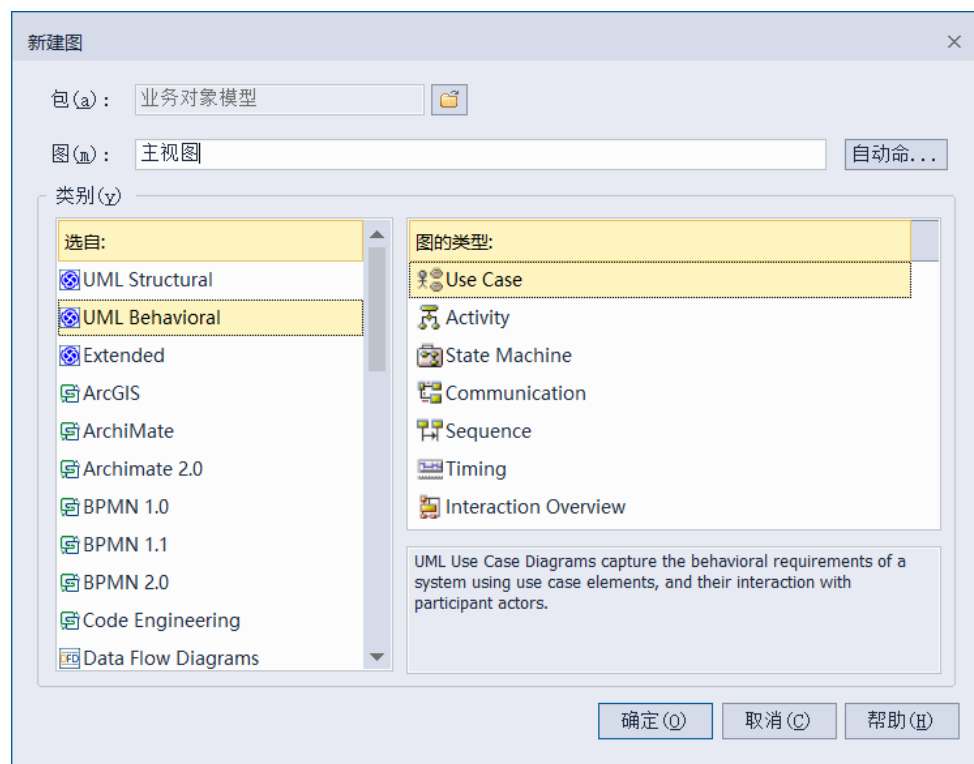 新建图
包(a):
业务对象模型
图(m):
主视图
自动命...
类别(y)
选自:
UML Structural
UML Behavioral
Extended
ArcGIS
ArchiMate
Archimate 2.0
BPMN 1.0
BPMN 1.1
BPMN 2.0
Code Engineering
DFD Data Flow Diagrams
图的类型:
Use Case
Activity
State Machine
Communication
Sequence
Timing
Interaction Overview
UML Use Case Diagrams capture the behavioral requirements of a
system using use case elements, and their interaction with
participant actors.
确定(O)
取消(C)
帮助(H)